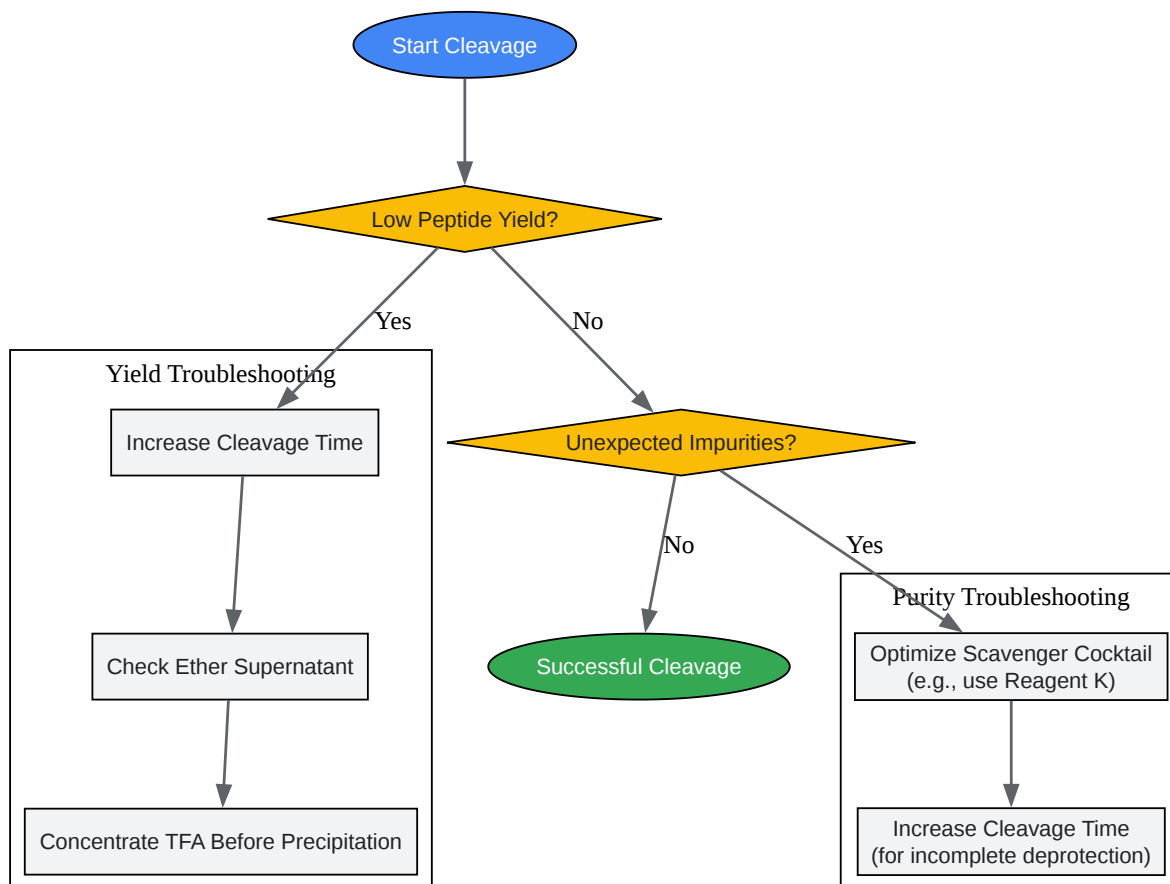 Start Cleavage
Low Peptide Yield?
Yes
No
Yield Troubleshooting
Increase Cleavage Time
Unexpected Impurities?
No
Yes
Purity Troubleshooting
Check Ether Supernatant
Successful Cleavage
Optimize Scavenger Cocktail
(e.g., use Reagent K)
Concentrate TFA Before Precipitation
Increase Cleavage Time
(for incomplete deprotection)